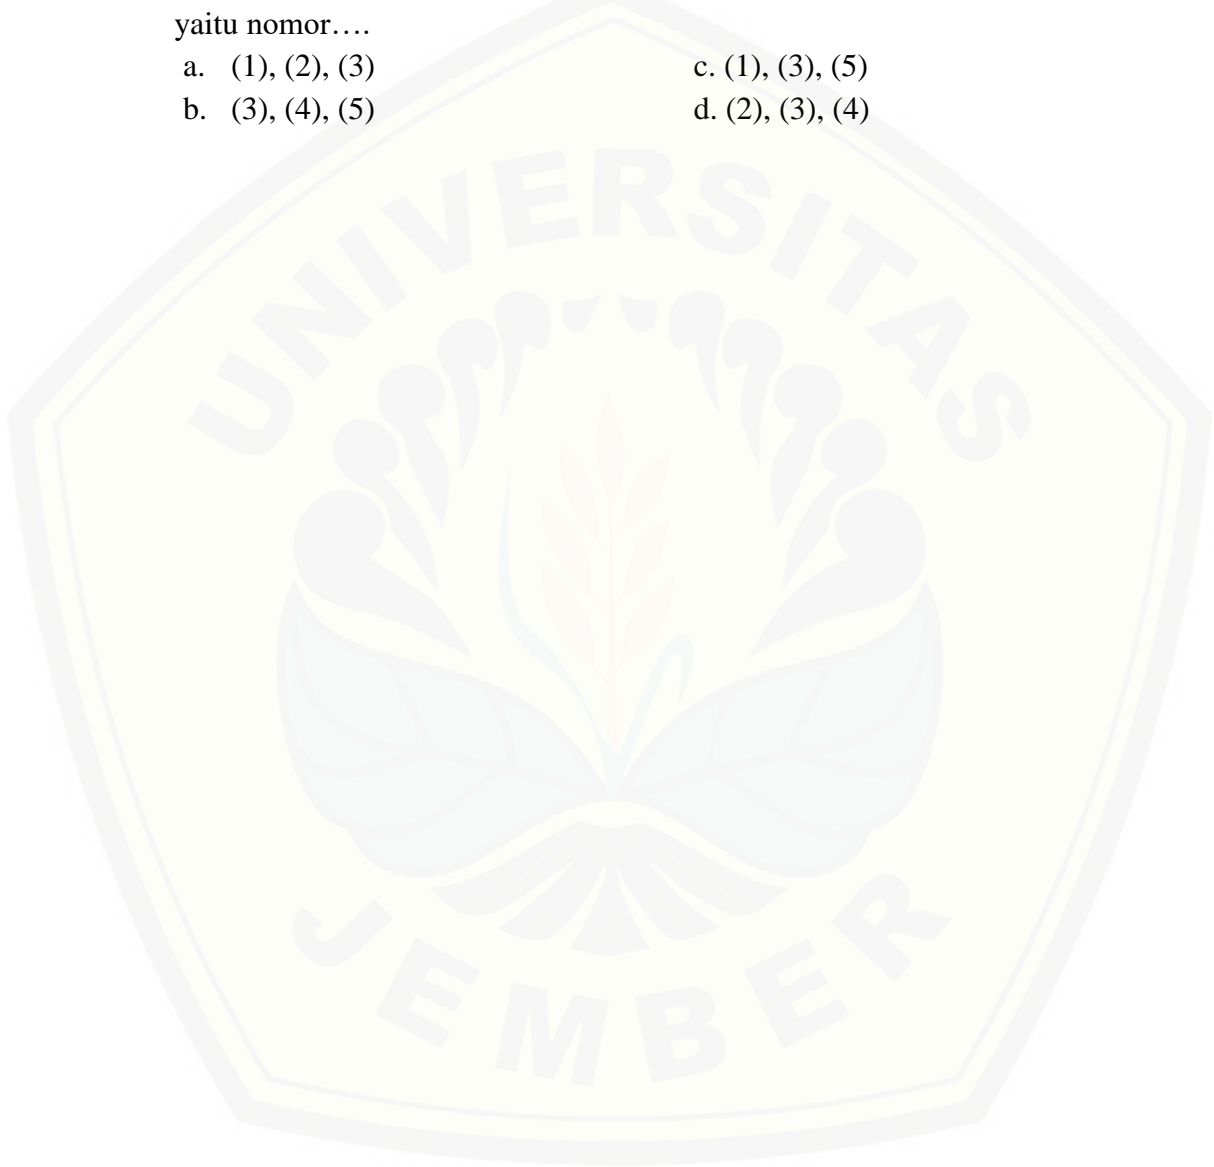 yaitu nomor….
a. (1), (2), (3) c. (1), (3), (5)
b. (3), (4), (5) d. (2), (3), (4)
UNIVERSITAS
JEMBER